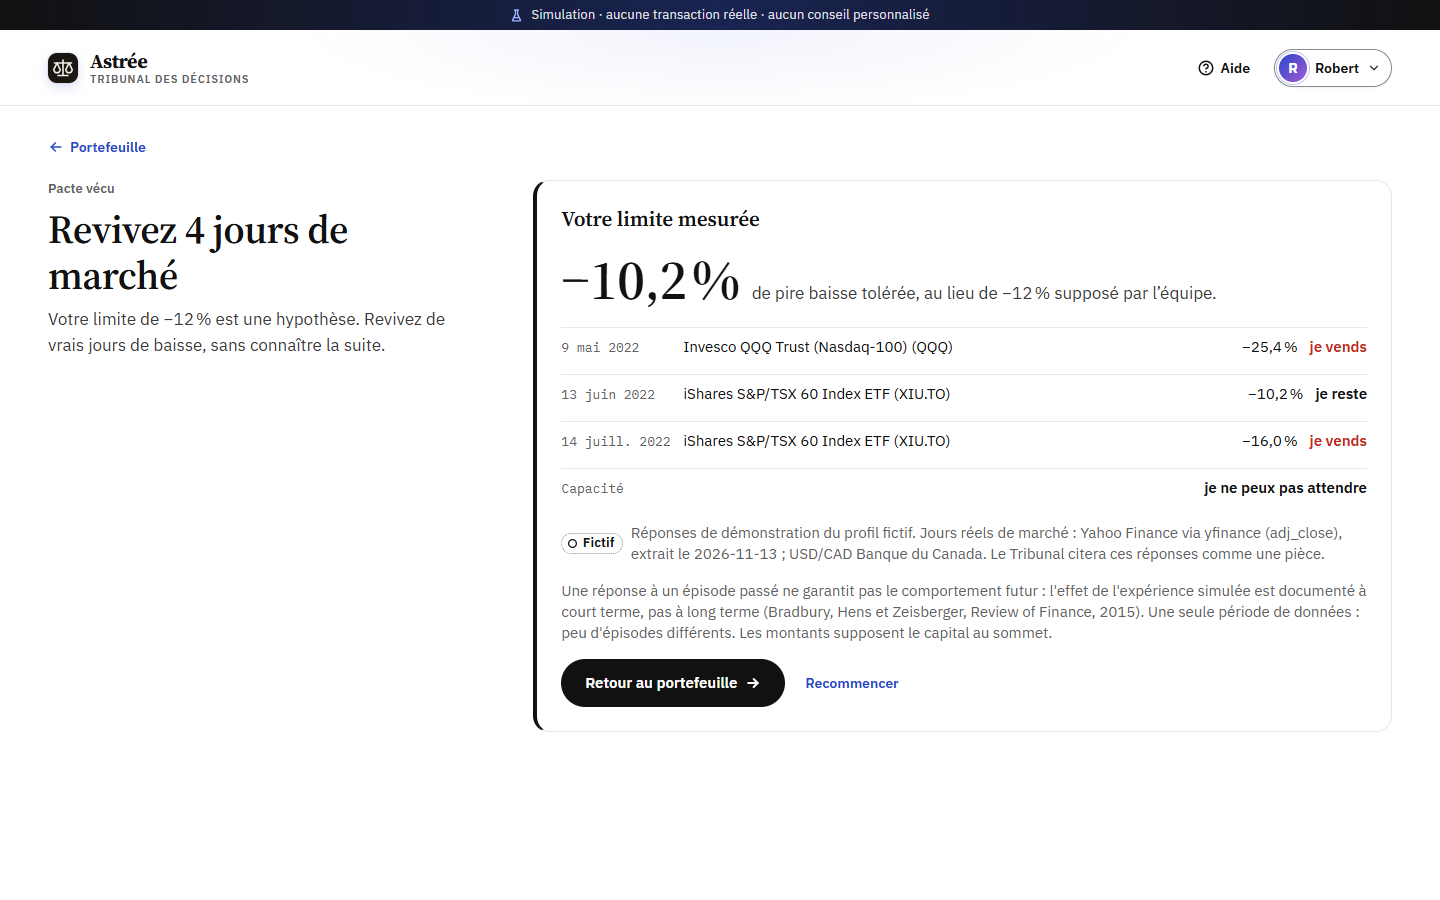 Simulation · aucune transaction réelle · aucun conseil personnalisé
Astrée
TRIBUNAL DES DÉCISIONS
Aide
R
Robert
← Portefeuille
Pacte vécu
Revivez 4 jours de
marché
Votre limite de −12 % est une hypothèse. Revivez de
vrais jours de baisse, sans connaître la suite.
Votre limite mesurée
−10,2 % de pire baisse tolérée, au lieu de −12 % supposé par l’équipe.
9 mai 2022 Invesco QQQ Trust (Nasdaq-100) (QQQ) −25,4 % je vends
13 juin 2022 iShares S&P/TSX 60 Index ETF (XIU.TO) −10,2 % je reste
14 juill. 2022 iShares S&P/TSX 60 Index ETF (XIU.TO) −16,0 % je vends
Capacité je ne peux pas attendre
Fictif
Réponses de démonstration du profil fictif. Jours réels de marché : Yahoo Finance via yfinance (adj_close),
extrait le 2026-11-13 ; USD/CAD Banque du Canada. Le Tribunal citera ces réponses comme une pièce.
Une réponse à un épisode passé ne garantit pas le comportement futur : l'effet de l'expérience simulée est documenté à
court terme, pas à long terme (Bradbury, Hens et Zeisberger, Review of Finance, 2015). Une seule période de données :
peu d'épisodes différents. Les montants supposent le capital au sommet.
Retour au portefeuille →
Recommencer